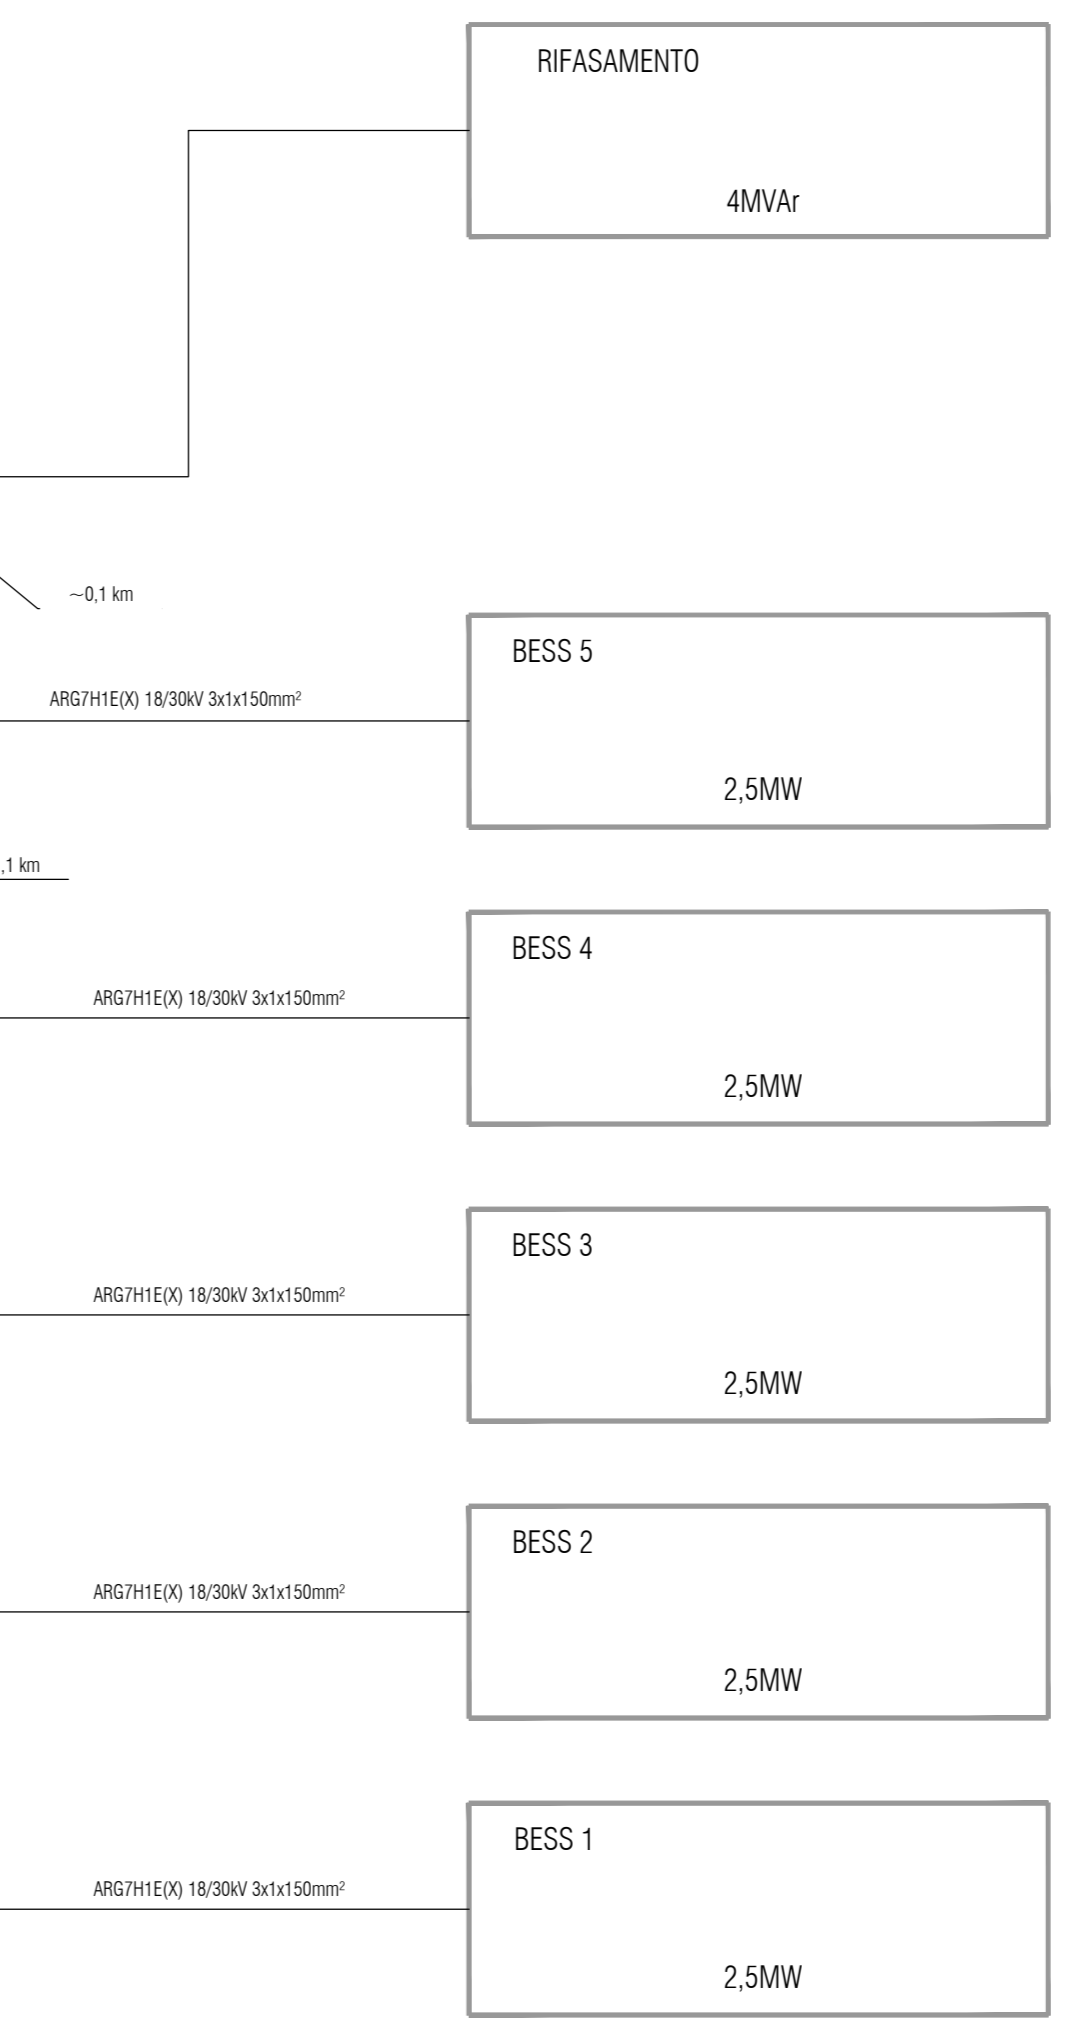 RIFASAMENTO
4MVAr
~0,1 km
BESS 5
ARG7H1E(X) 18/30kV 3x1x150mm²
2,5MW
,1 km
BESS 4
ARG7H1E(X) 18/30kV 3x1x150mm²
2,5MW
BESS 3
ARG7H1E(X) 18/30kV 3x1x150mm²
2,5MW
BESS 2
ARG7H1E(X) 18/30kV 3x1x150mm²
2,5MW
BESS 1
ARG7H1E(X) 18/30kV 3x1x150mm²
2,5MW